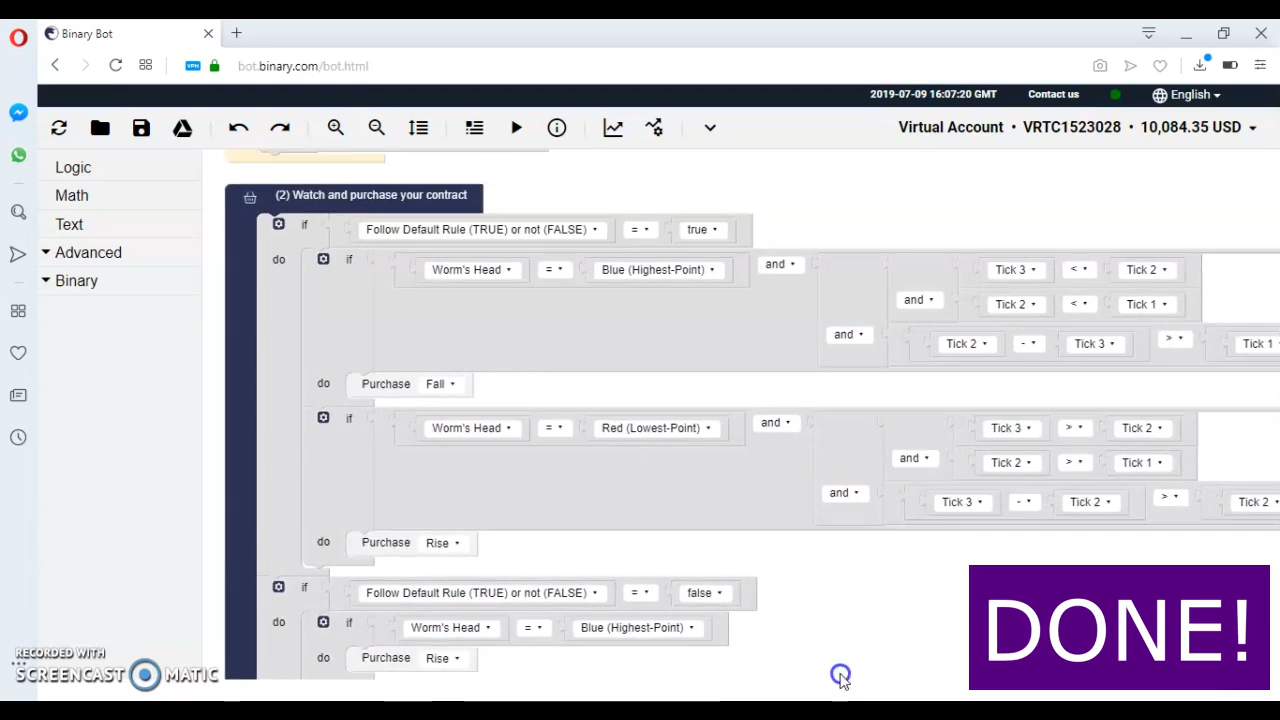 Binary Bot
VPN bot.binary.com/bot.html
2019-07-09 16:07:20 GMT Contact us English
Virtual Account • VRTC1523028 • 10,084.35 USD
Logic
Math
Text
Advanced
Binary
(2) Watch and purchase your contract
if Follow Default Rule (TRUE) or not (FALSE) = true
do if Worm's Head = Blue (Highest-Point) and Tick 3 < Tick 2
and Tick 2 < Tick 1
and Tick 2 - Tick 3 > Tick 1
do Purchase Fall
if Worm's Head = Red (Lowest-Point) and Tick 3 > Tick 2
and Tick 2 > Tick 1
and Tick 3 - Tick 2 > Tick 2
do Purchase Rise
if Follow Default Rule (TRUE) or not (FALSE) = false
do if Worm's Head = Blue (Highest-Point)
do Purchase Rise
DONE!
RECORDED WITH
SCREENCAST MATIC